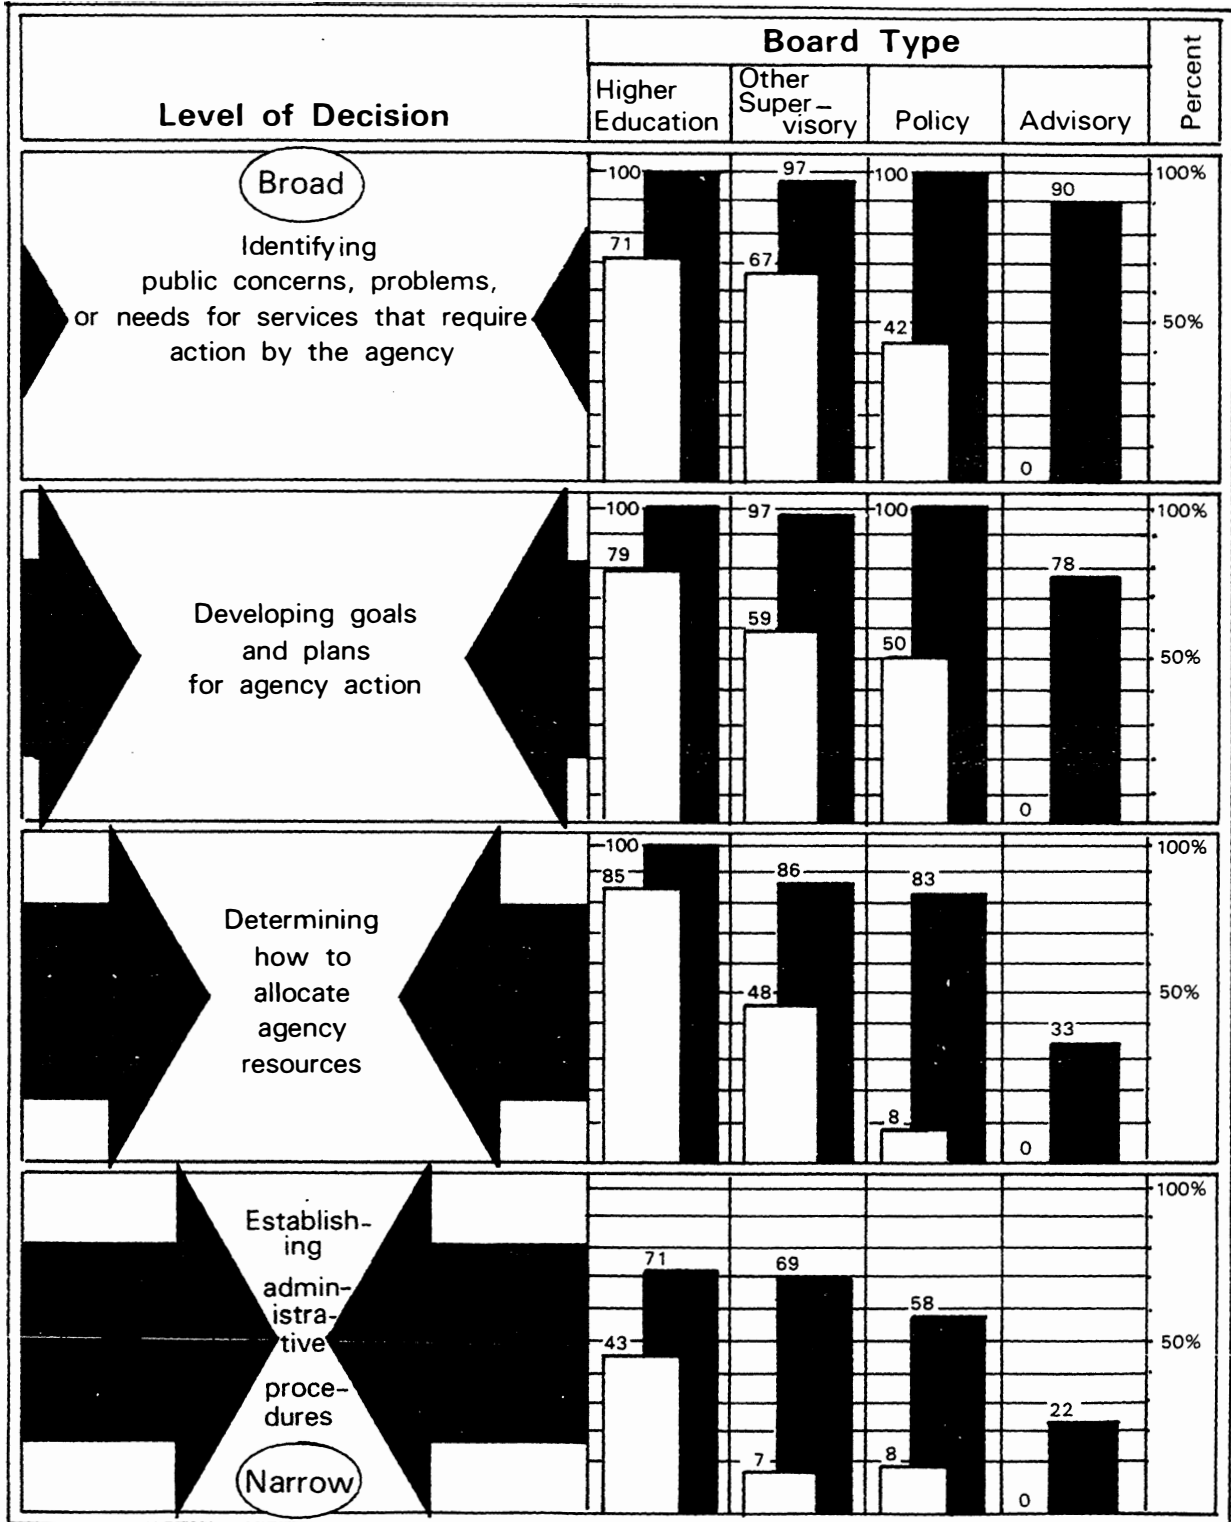 Level of Decision
Board Type
Percent
Higher
Education
Other
Super-
visory
Policy
Advisory
Broad
Identifying
public concerns, problems,
or needs for services that require
action by the agency
100
71
97
67
100
42
90
0
100%
50%
Developing goals
and plans
for agency action
100
79
97
59
100
50
78
0
100%
50%
Determining
how to
allocate
agency
resources
100
85
86
48
83
8
33
0
100%
50%
Establish-
ing
admin-
istra-
tive
proce-
dures
Narrow
71
43
69
7
58
8
22
0
100%
50%